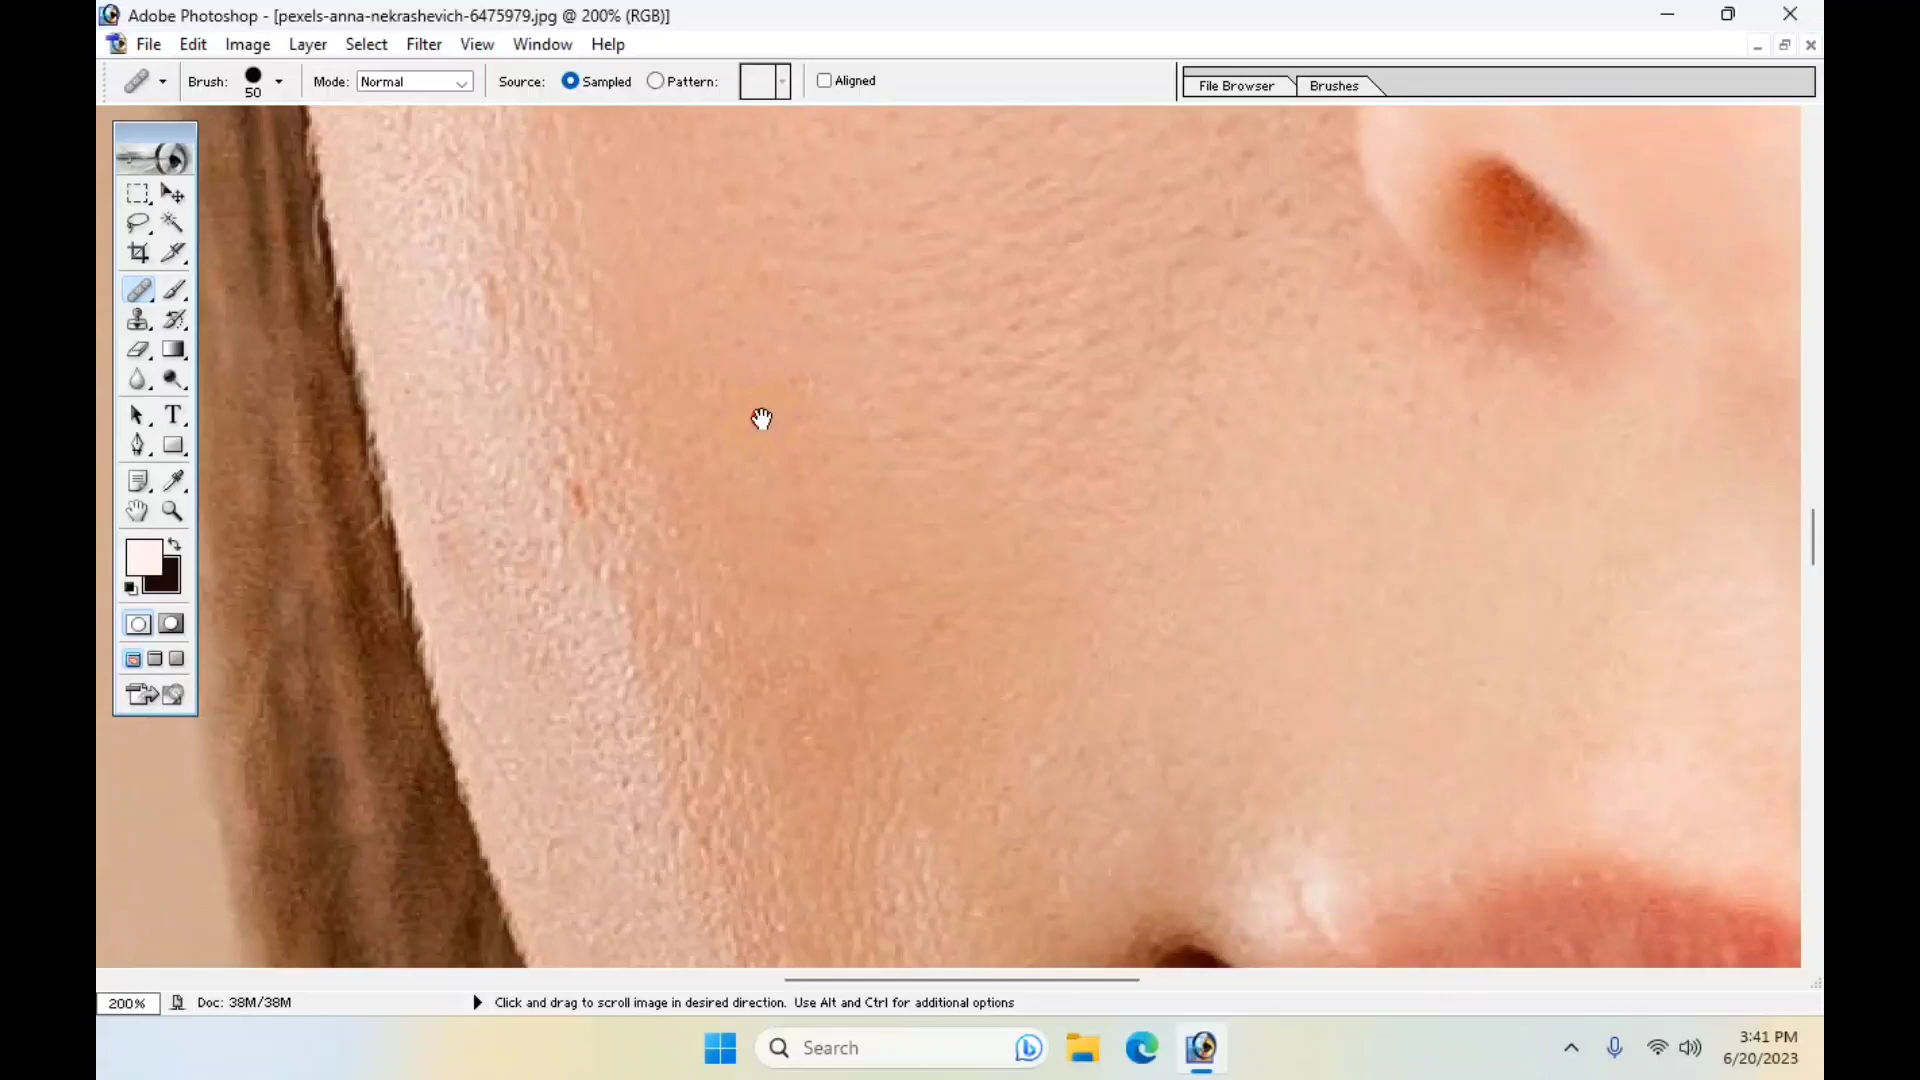 Adobe Photoshop - [pexels-anna-nekrashevich-6475979.jpg @ 200% (RGB)]
File Edit Image Layer Select Filter View Window Help
Brush: 50 Mode: Normal Source: Sampled Pattern: Aligned File Browser Brushes
T
200% Doc: 38M/38M Click and drag to scroll image in desired direction. Use Alt and Ctrl for additional options
Search
3:41 PM
6/20/2023